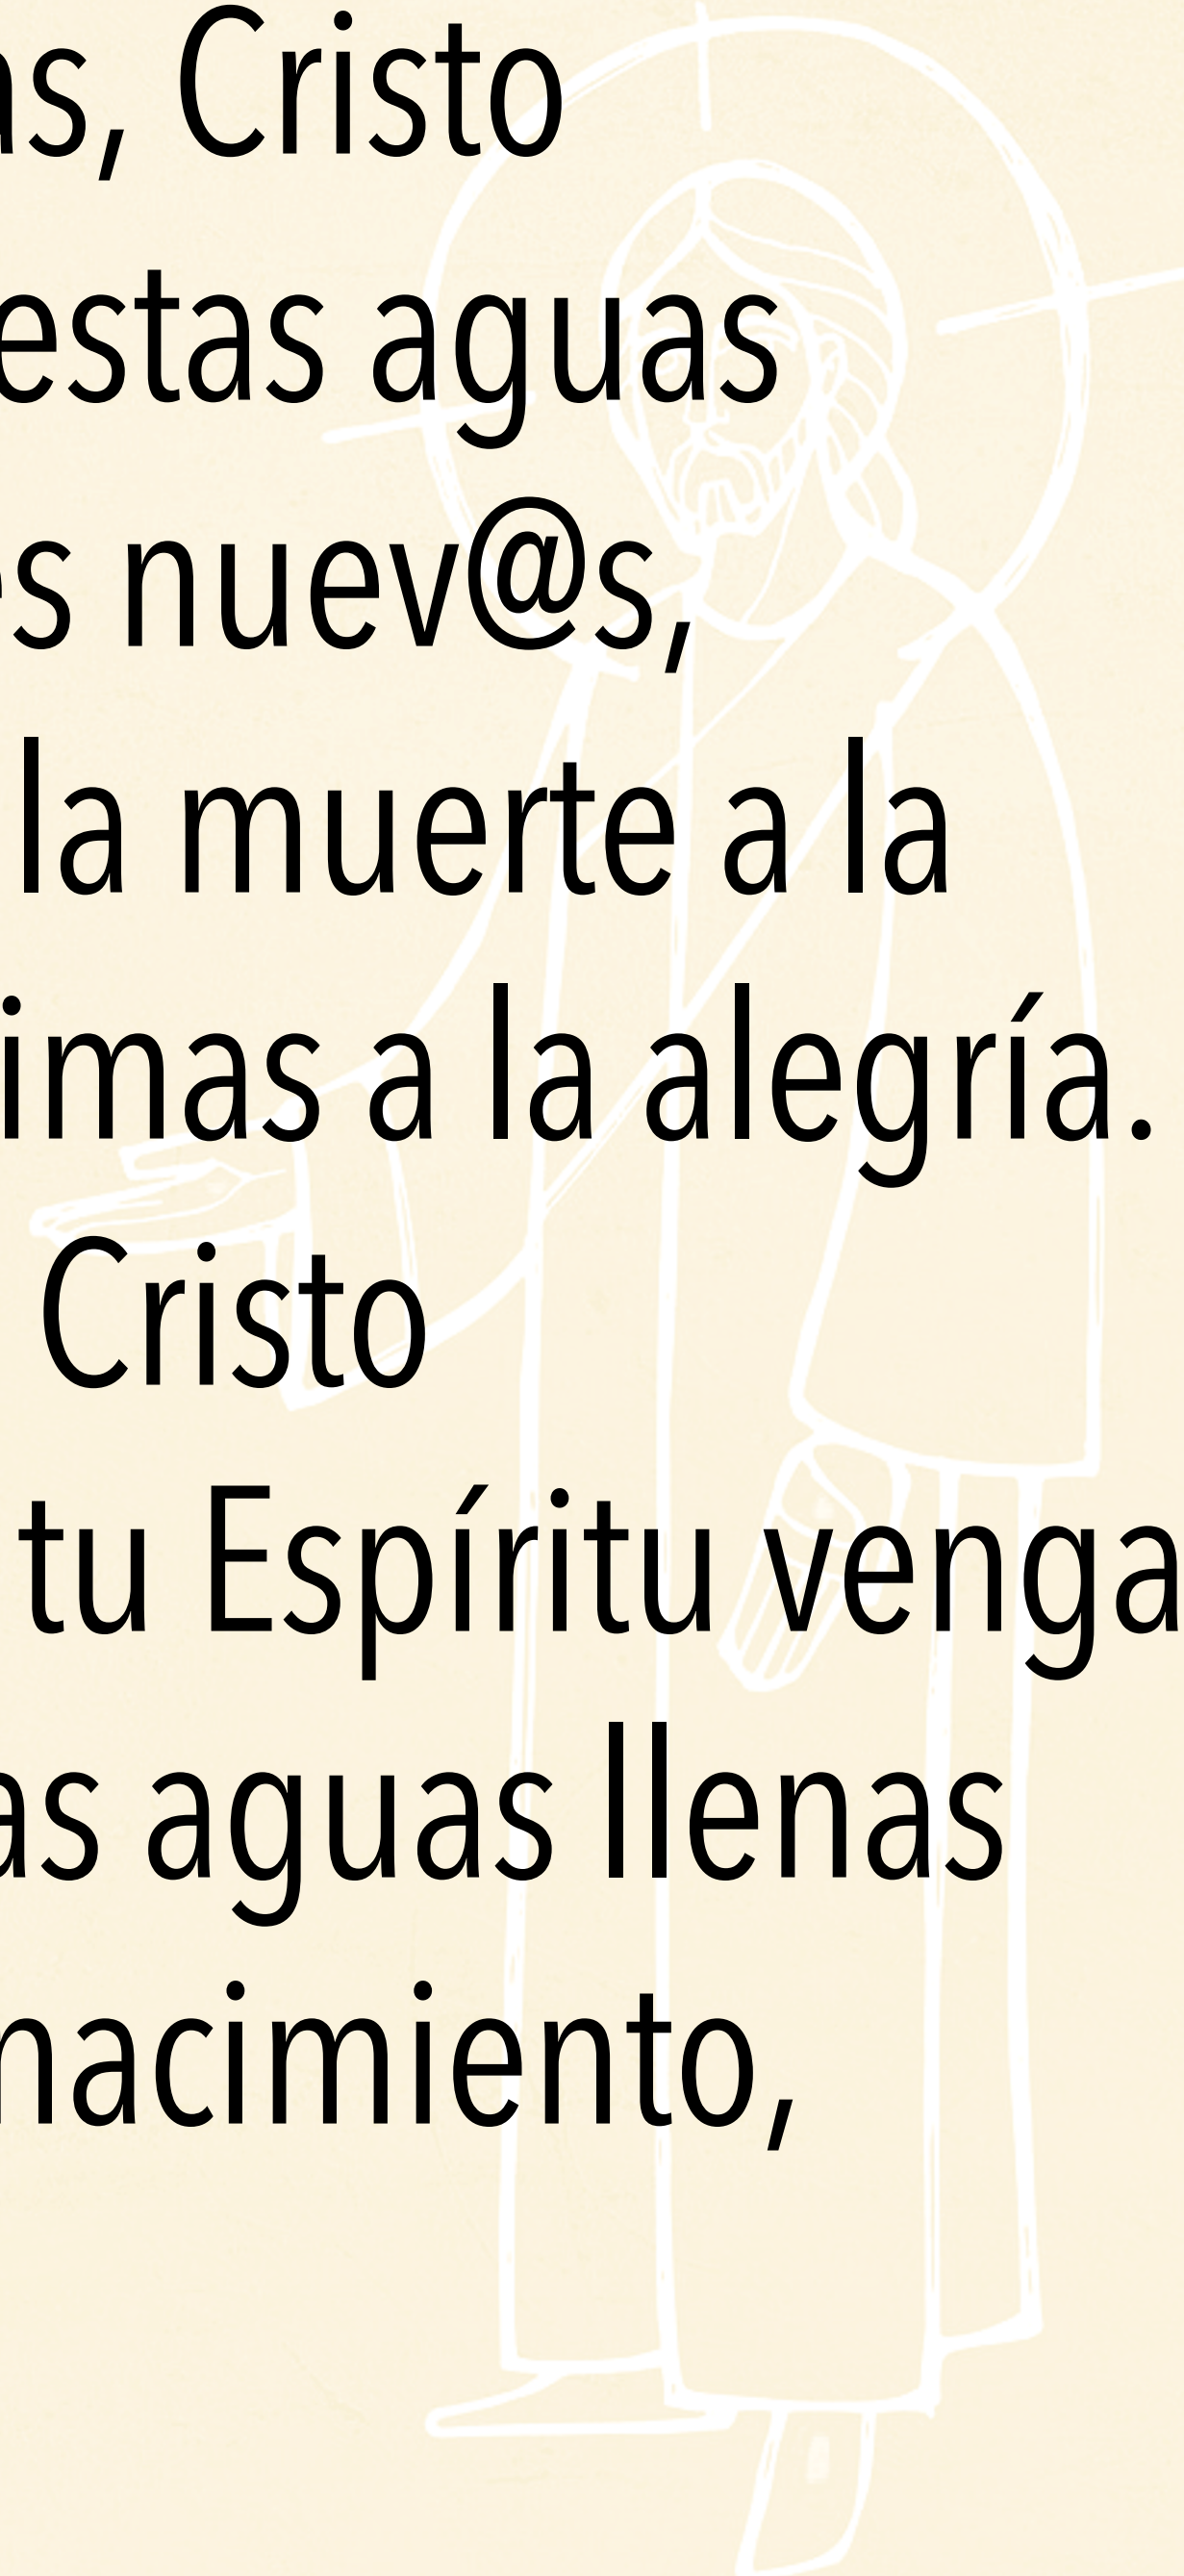 as, Cristo
estas aguas
es nuev@s,
la muerte a la
imas a la alegría.
Cristo
tu Espíritu venga
as aguas llenas
nacimiento,